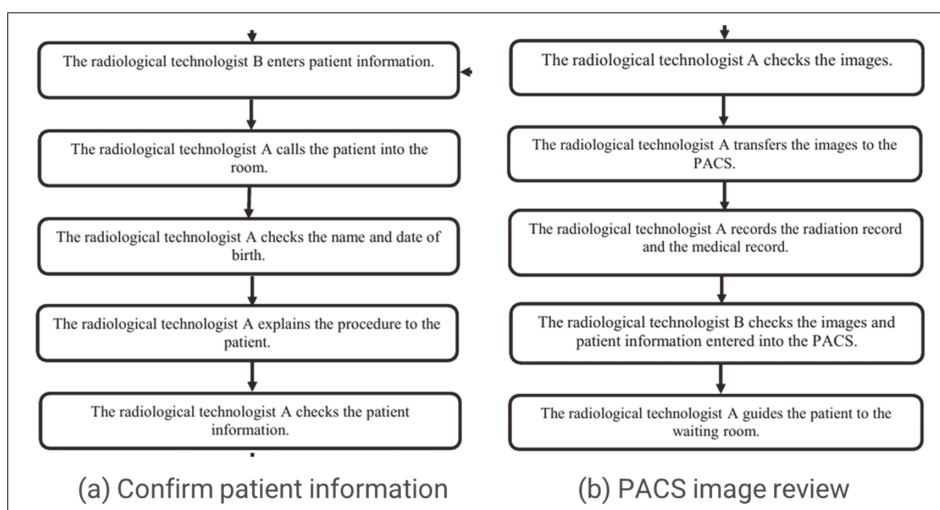 The radiological technologist B enters patient information.
The radiological technologist A calls the patient into the
room.
The radiological technologist A checks the name and date of
birth.
The radiological technologist A explains the procedure to the
patient.
The radiological technologist A checks the patient
information.
(a) Confirm patient information
The radiological technologist A checks the images.
The radiological technologist A transfers the images to the
PACS.
The radiological technologist A records the radiation record
and the medical record.
The radiological technologist B checks the images and
patient information entered into the PACS.
The radiological technologist A guides the patient to the
waiting room.
(b) PACS image review